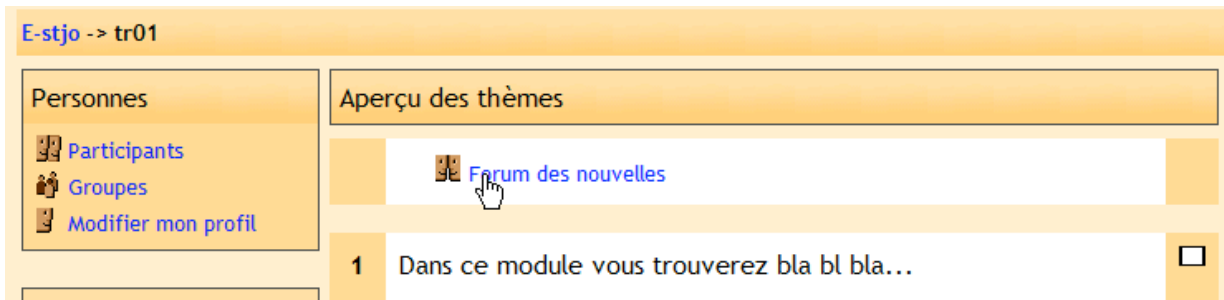 E-stjo -> tr01
Personnes
Participants
Groupes
Modifier mon profil
Aperçu des thèmes
Forum des nouvelles
1 Dans ce module vous trouverez bla bl bla...